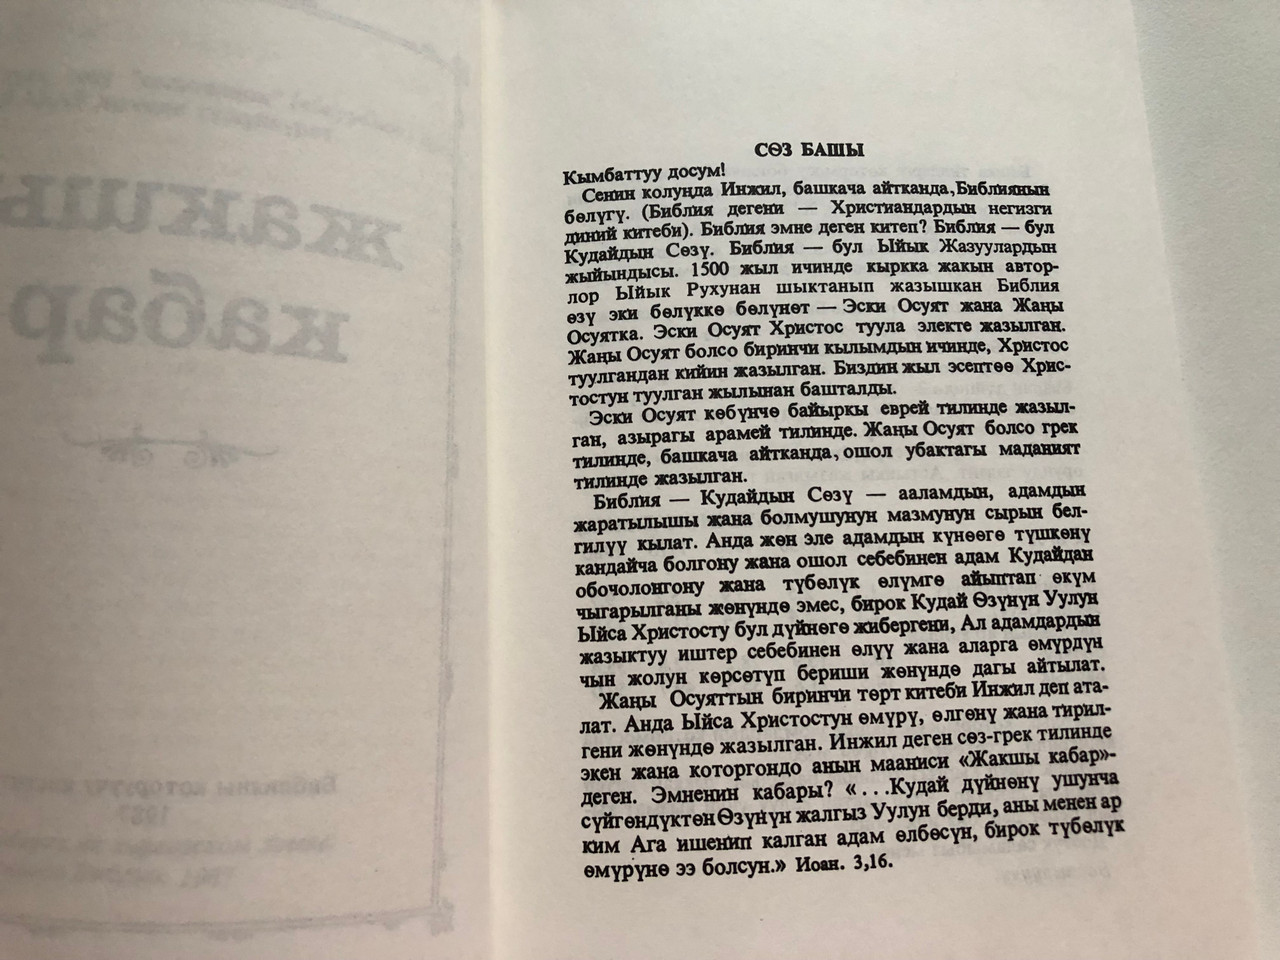 СӨЗ БАШЫ
Кымбаттуу досум!
Сенин колуңда Инжил, башкача айтканда, Библиянын
бөлүгү. (Библия дегени — Христиандардын негизги
диний китеби). Библия эмне деген китеп? Библия — бул
Кудайдын Сөзү. Библия — бул Ыйык Жазуулардын
жыйындысы. 1500 жыл ичинде кыркка жакын автор-
лор Ыйык Рухунан шыктанып жазышкан Библия
өзү эки бөлүккө бөлүнөт — Эски Осуят жана Жаңы
Осуятка. Эски Осуят Христос туула электе жазылган.
Жаңы Осуят болсо биринчи кылымдын ичинде, Христос
туулгандан кийин жазылган. Биздин жыл эсептөө Хрис-
тостун туулган жылынан башталды.
Эски Осуят көбүнчө байыркы еврей тилинде жазыл-
ган, азырагы арамей тилинде. Жаңы Осуят болсо грек
тилинде, башкача айтканда, ошол убактагы маданият
тилинде жазылган.
Библия — Кудайдын Сөзү — ааламдын, адамдын
жаратылышы жана болмушунун мазмунун сырын бел-
гилүү кылат. Анда жөн эле адамдын күнөөгө түшкөнү
кандайча болгону жана ошол себебинен адам Кудайдан
обочолонгону жана түбөлүк өлүмгө айыптап өкүм
чыгарылганы жөнүндө эмес, бирок Кудай Өзүнүн Уулун
Ыйса Христосту бул дүйнөгө жибергени, Ал адамдардын
жазыктуу иштер себебинен өлүү жана аларга өмүрдүн
чын жолун көрсөтүп бериши жөнүндө дагы айтылат.
Жаңы Осуяттын биринчи төрт китеби Инжил деп ата-
лат. Анда Ыйса Христостун өмүрү, өлгөнү жана тирил-
гени жөнүндө жазылган. Инжил деген сөз-грек тилинде
экен жана которгондо анын мааниси «Жакшы кабар»-
деген. Эмненин кабары? «...Кудай дүйнөнү ушунча
сүйгөндүктөн Өзүнүн жалгыз Уулун берди, аны менен ар
ким Ага ишенип калган адам өлбөсүн, бирок түбөлүк
өмүрүнө ээ болсун.» Иоан. 3,16.